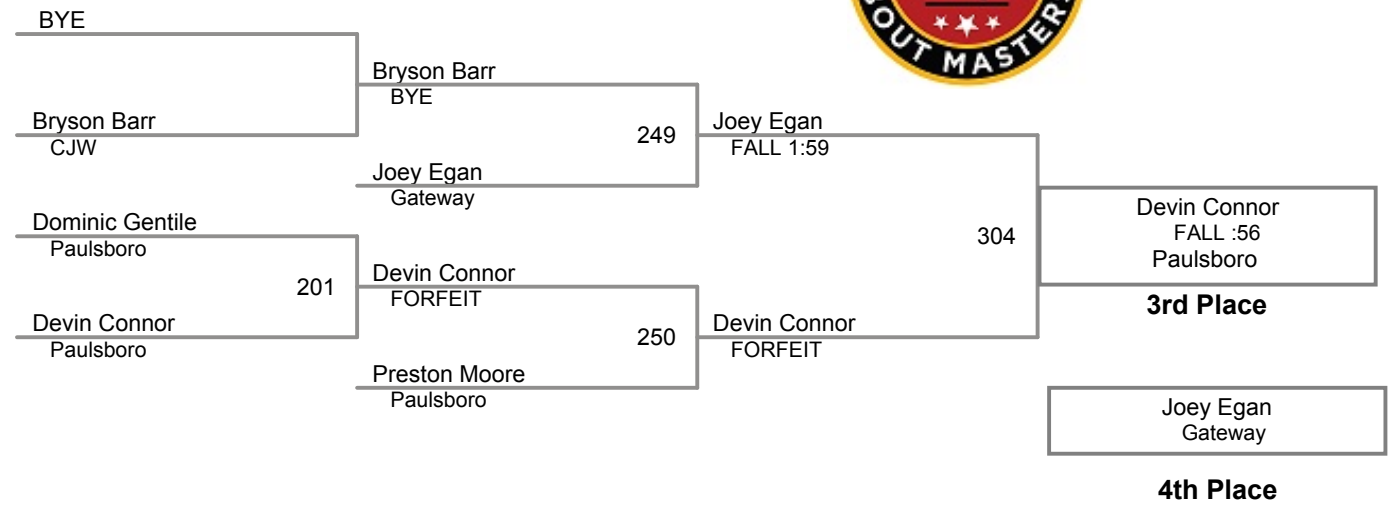 BYE
Bryson Barr
CJW
Dominic Gentile
Paulsboro
201
Devin Connor
Paulsboro
Bryson Barr
BYE
249
Joey Egan
Gateway
Devin Connor
FORFEIT
250
Preston Moore
Paulsboro
Joey Egan
FALL 1:59
304
Devin Connor
FORFEIT
Devin Connor
FALL :56
Paulsboro
3rd Place
Joey Egan
Gateway
4th Place